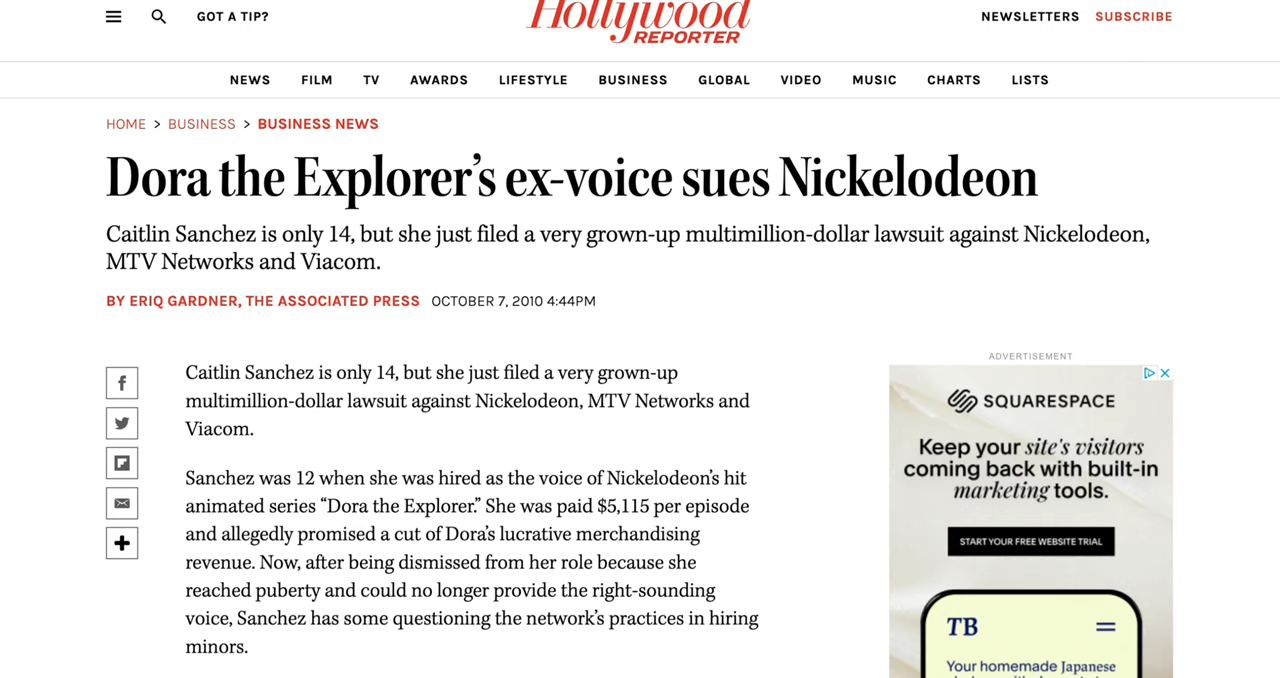 GOT A TIP?
Hollywood
REPORTER
NEWSLETTERS
SUBSCRIBE
NEWS FILM TV AWARDS LIFESTYLE BUSINESS GLOBAL VIDEO MUSIC CHARTS LISTS
HOME > BUSINESS > BUSINESS NEWS
Dora the Explorer’s ex-voice sues Nickelodeon
Caitlin Sanchez is only 14, but she just filed a very grown-up multimillion-dollar lawsuit against Nickelodeon,
MTV Networks and Viacom.
BY ERIQ GARDNER, THE ASSOCIATED PRESS OCTOBER 7, 2010 4:44PM
Caitlin Sanchez is only 14, but she just filed a very grown-up
multimillion-dollar lawsuit against Nickelodeon, MTV Networks and
Viacom.
Sanchez was 12 when she was hired as the voice of Nickelodeon’s hit
animated series “Dora the Explorer.” She was paid $5,115 per episode
and allegedly promised a cut of Dora’s lucrative merchandising
revenue. Now, after being dismissed from her role because she
reached puberty and could no longer provide the right-sounding
voice, Sanchez has some questioning the network’s practices in hiring
minors.
ADVERTISEMENT
SQUARESPACE
Keep your site's visitors
coming back with built-in
marketing tools.
START YOUR FREE WEBSITE TRIAL
TB
Your homemade Japanese